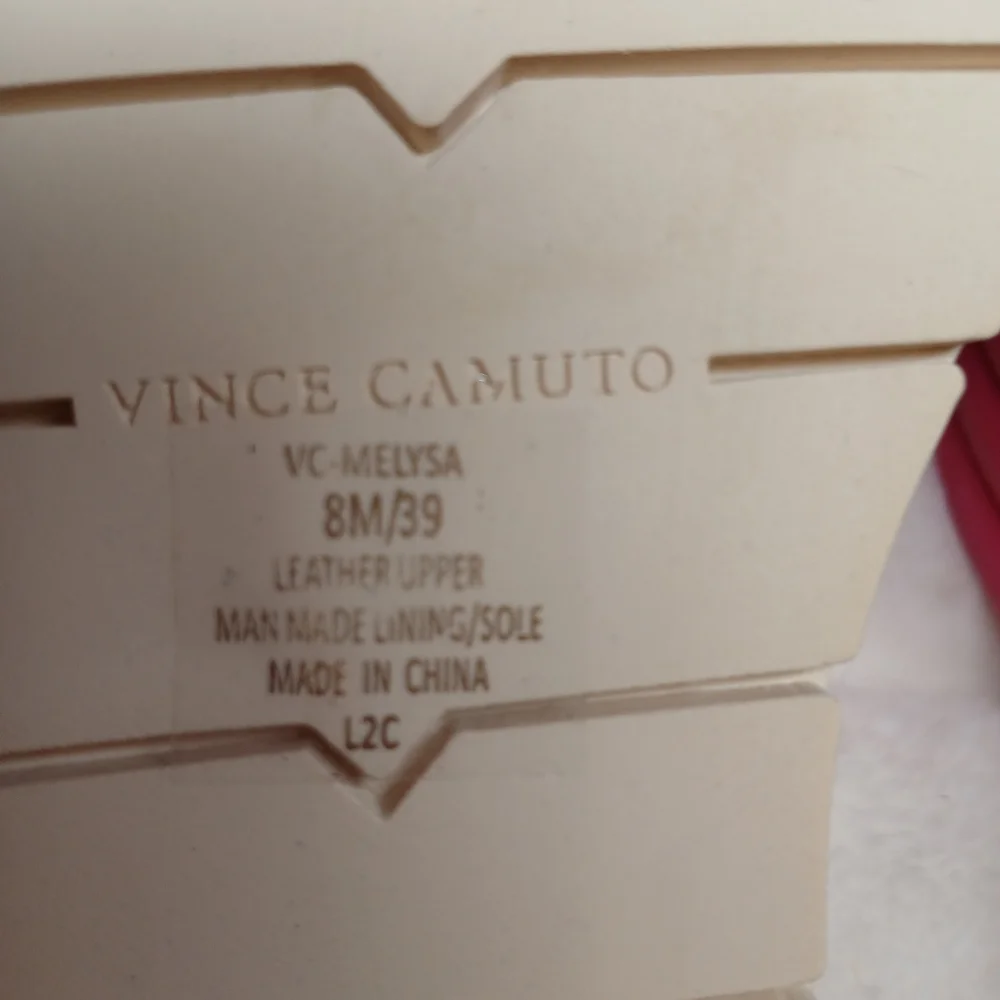 VINCE CAMUTO
VC-MELYSA
8M/39
LEATHER UPPER
MAN MADE LINING/SOLE
MADE IN CHINA
L2C